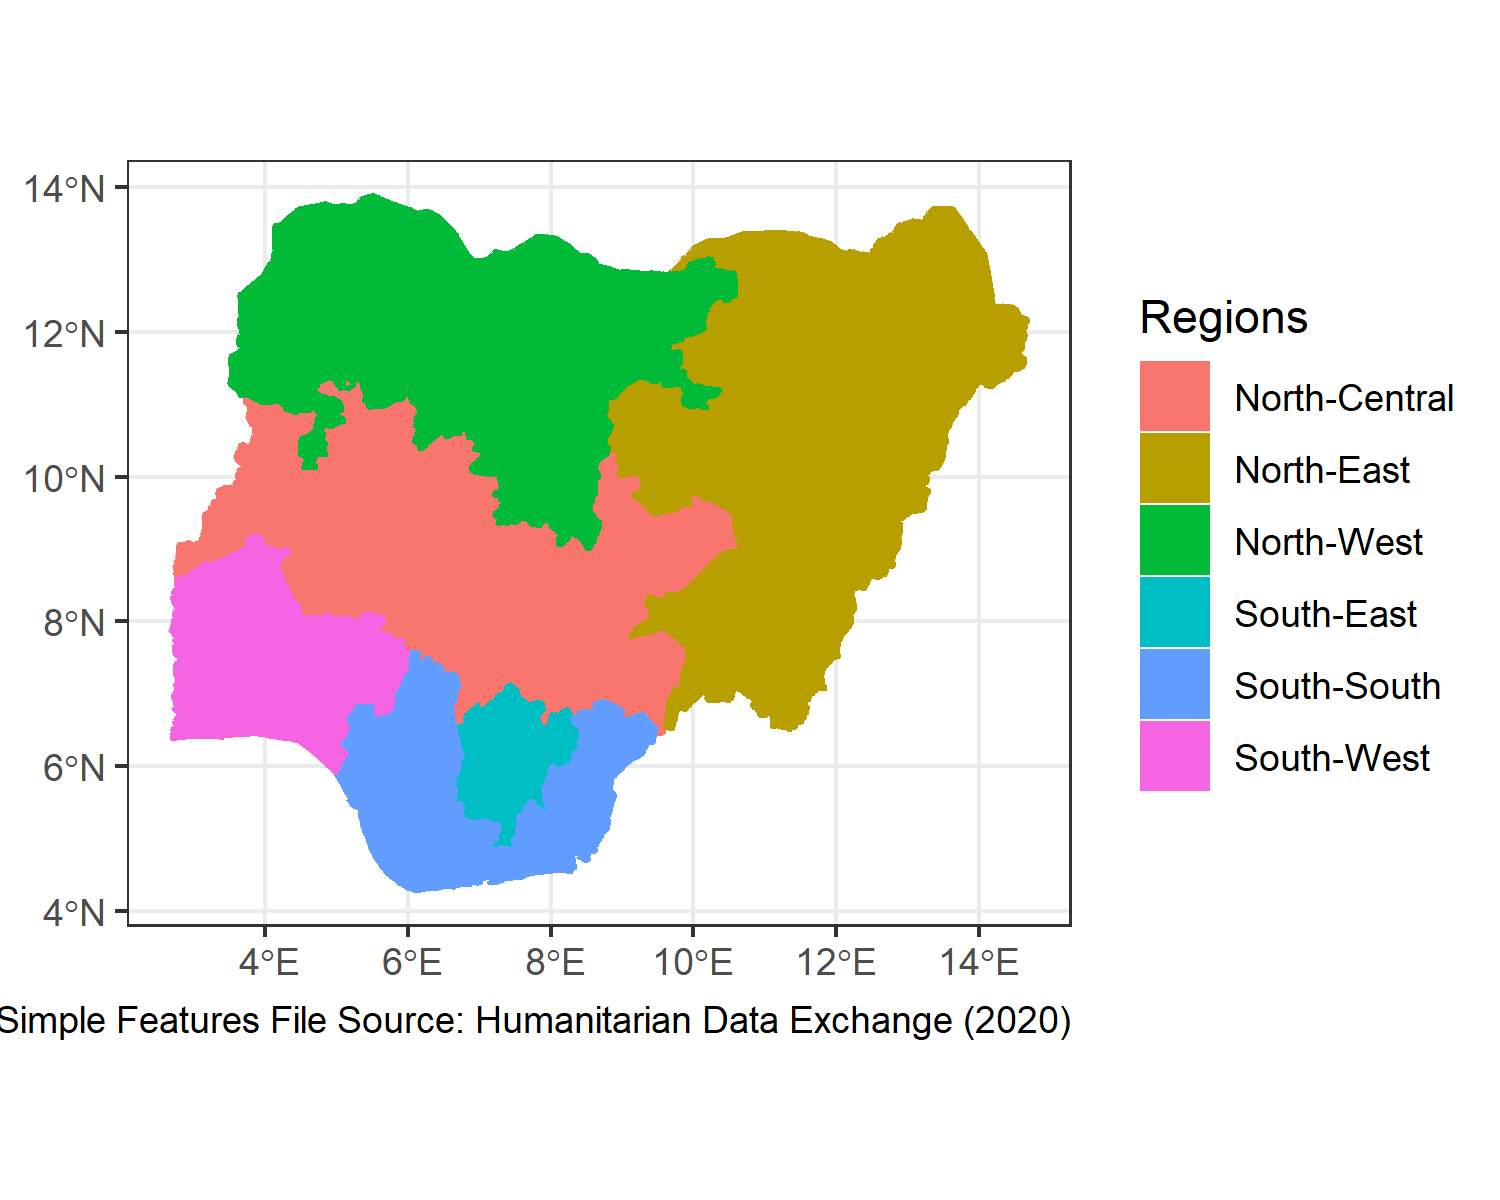 14°N
12°N
10°N
8°N
6°N
4°N
4°E 6°E 8°E 10°E 12°E 14°E
Simple Features File Source: Humanitarian Data Exchange (2020)
Regions
North-Central
North-East
North-West
South-East
South-South
South-West